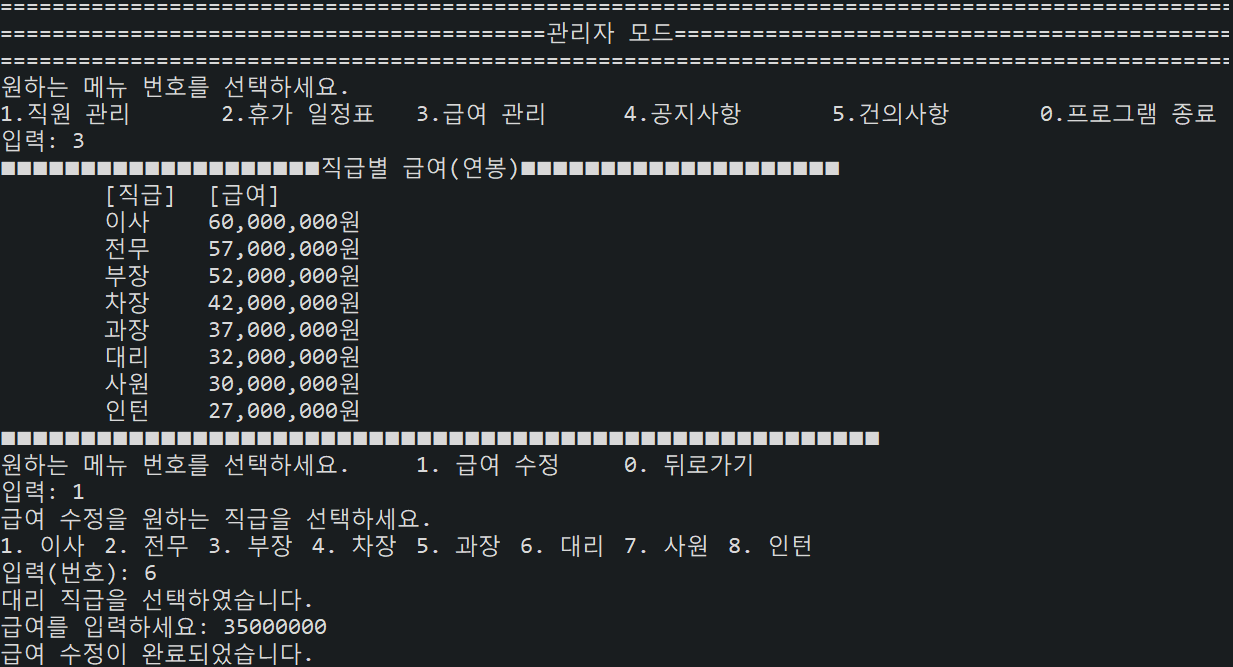 ===============================================================================================
==========================================관리자 모드===========================================
===============================================================================================
원하는 메뉴 번호를 선택하세요.
1.직원 관리 2.휴가 일정표 3.급여 관리 4.공지사항 5.건의사항 0.프로그램 종료
입력: 3
■■■■■■■■■■■■■■■■■■■■직급별 급여(연봉)■■■■■■■■■■■■■■■■■■■■
[직급] [급여]
이사 60,000,000원
전무 57,000,000원
부장 52,000,000원
차장 42,000,000원
과장 37,000,000원
대리 32,000,000원
사원 30,000,000원
인턴 27,000,000원
■■■■■■■■■■■■■■■■■■■■■■■■■■■■■■■■■■■■■■■■■■■■■■■■■■■■■■■
원하는 메뉴 번호를 선택하세요. 1. 급여 수정 0. 뒤로가기
입력: 1
급여 수정을 원하는 직급을 선택하세요.
1. 이사 2. 전무 3. 부장 4. 차장 5. 과장 6. 대리 7. 사원 8. 인턴
입력(번호): 6
대리 직급을 선택하였습니다.
급여를 입력하세요: 35000000
급여 수정이 완료되었습니다.